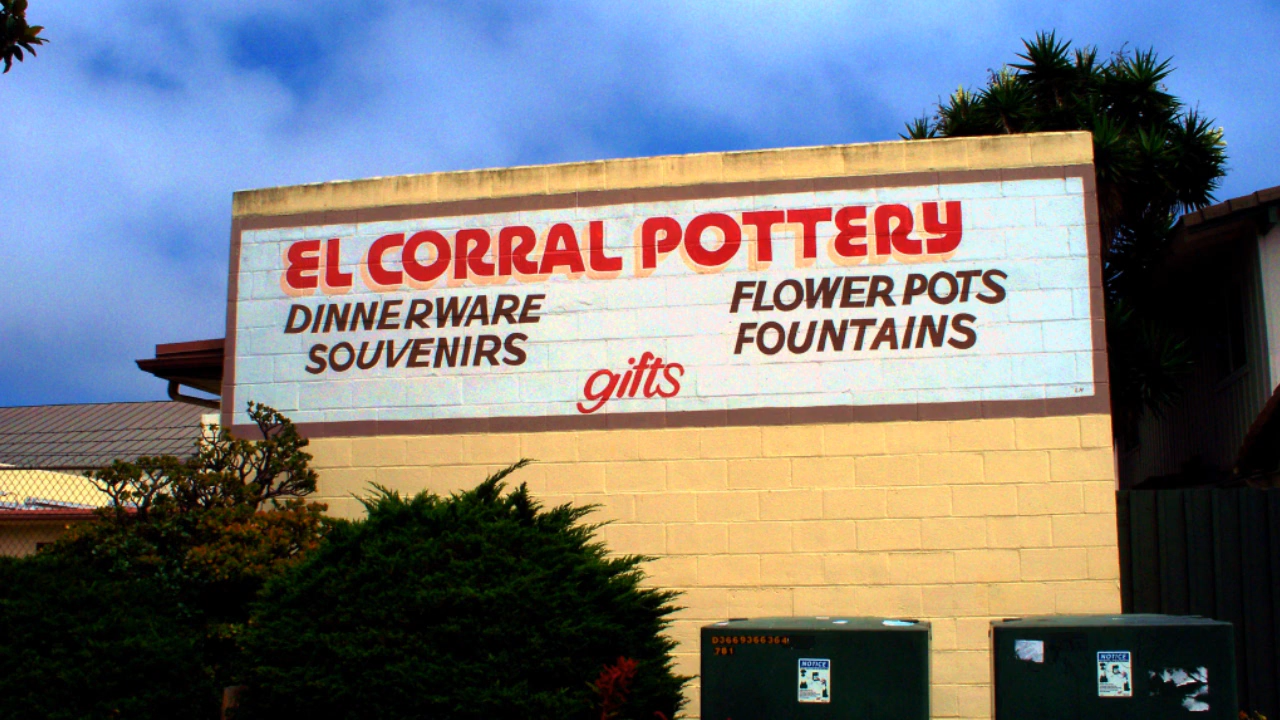 EL CORRAL POTTERY
DINNERWARE
SOUVENIRS
FLOWER POTS
FOUNTAINS
gifts
NOTICE
NOTICE